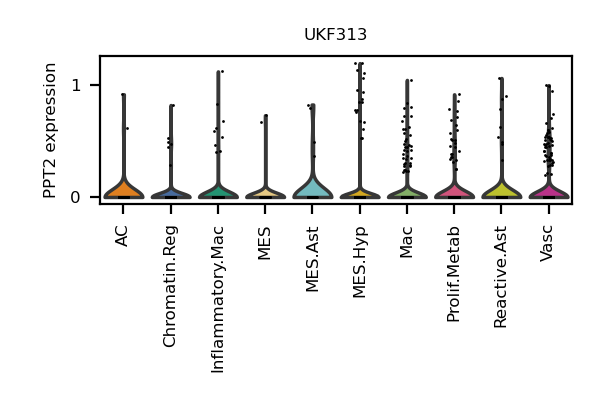 UKF313
PPT2 expression
1
0
AC
Chromatin.Reg
Inflammatory.Mac
MES
MES.Ast
MES.Hyp
Mac
Prolif.Metab
Reactive.Ast
Vasc